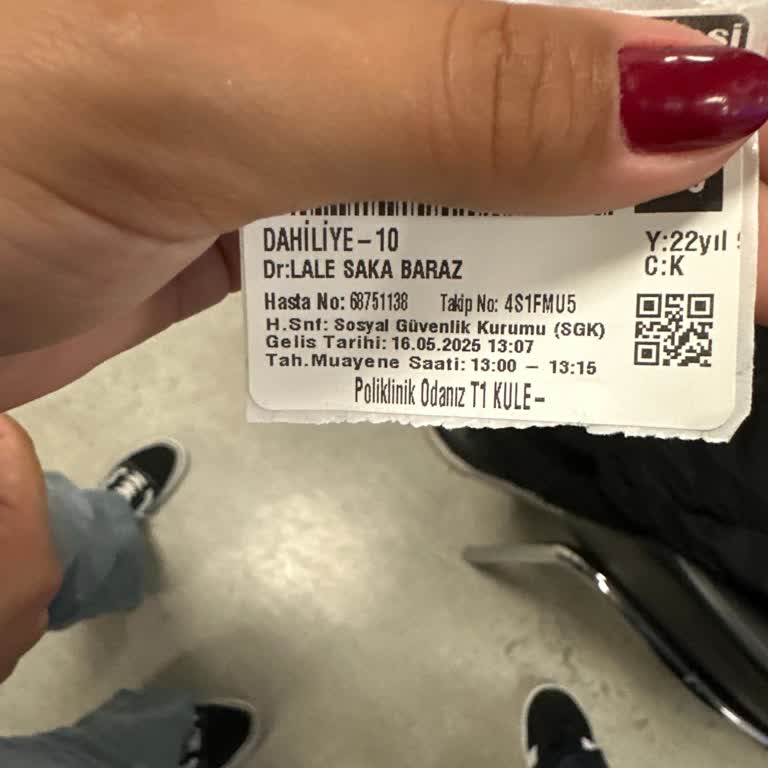 DAHİLİYE-10
Y:22yıl
Dr:LALE SAKA BARAZ
C:K
Hasta No: 68751138 Takip No: 4S1FMU5
H.Snf: Sosyal Güvenlik Kurumu (SGK)
Gelis Tarihi: 16.05.2025 13:07
Tah.Muayene Saati: 13:00 - 13:15
Poliklinik Odanız T1 KULE-